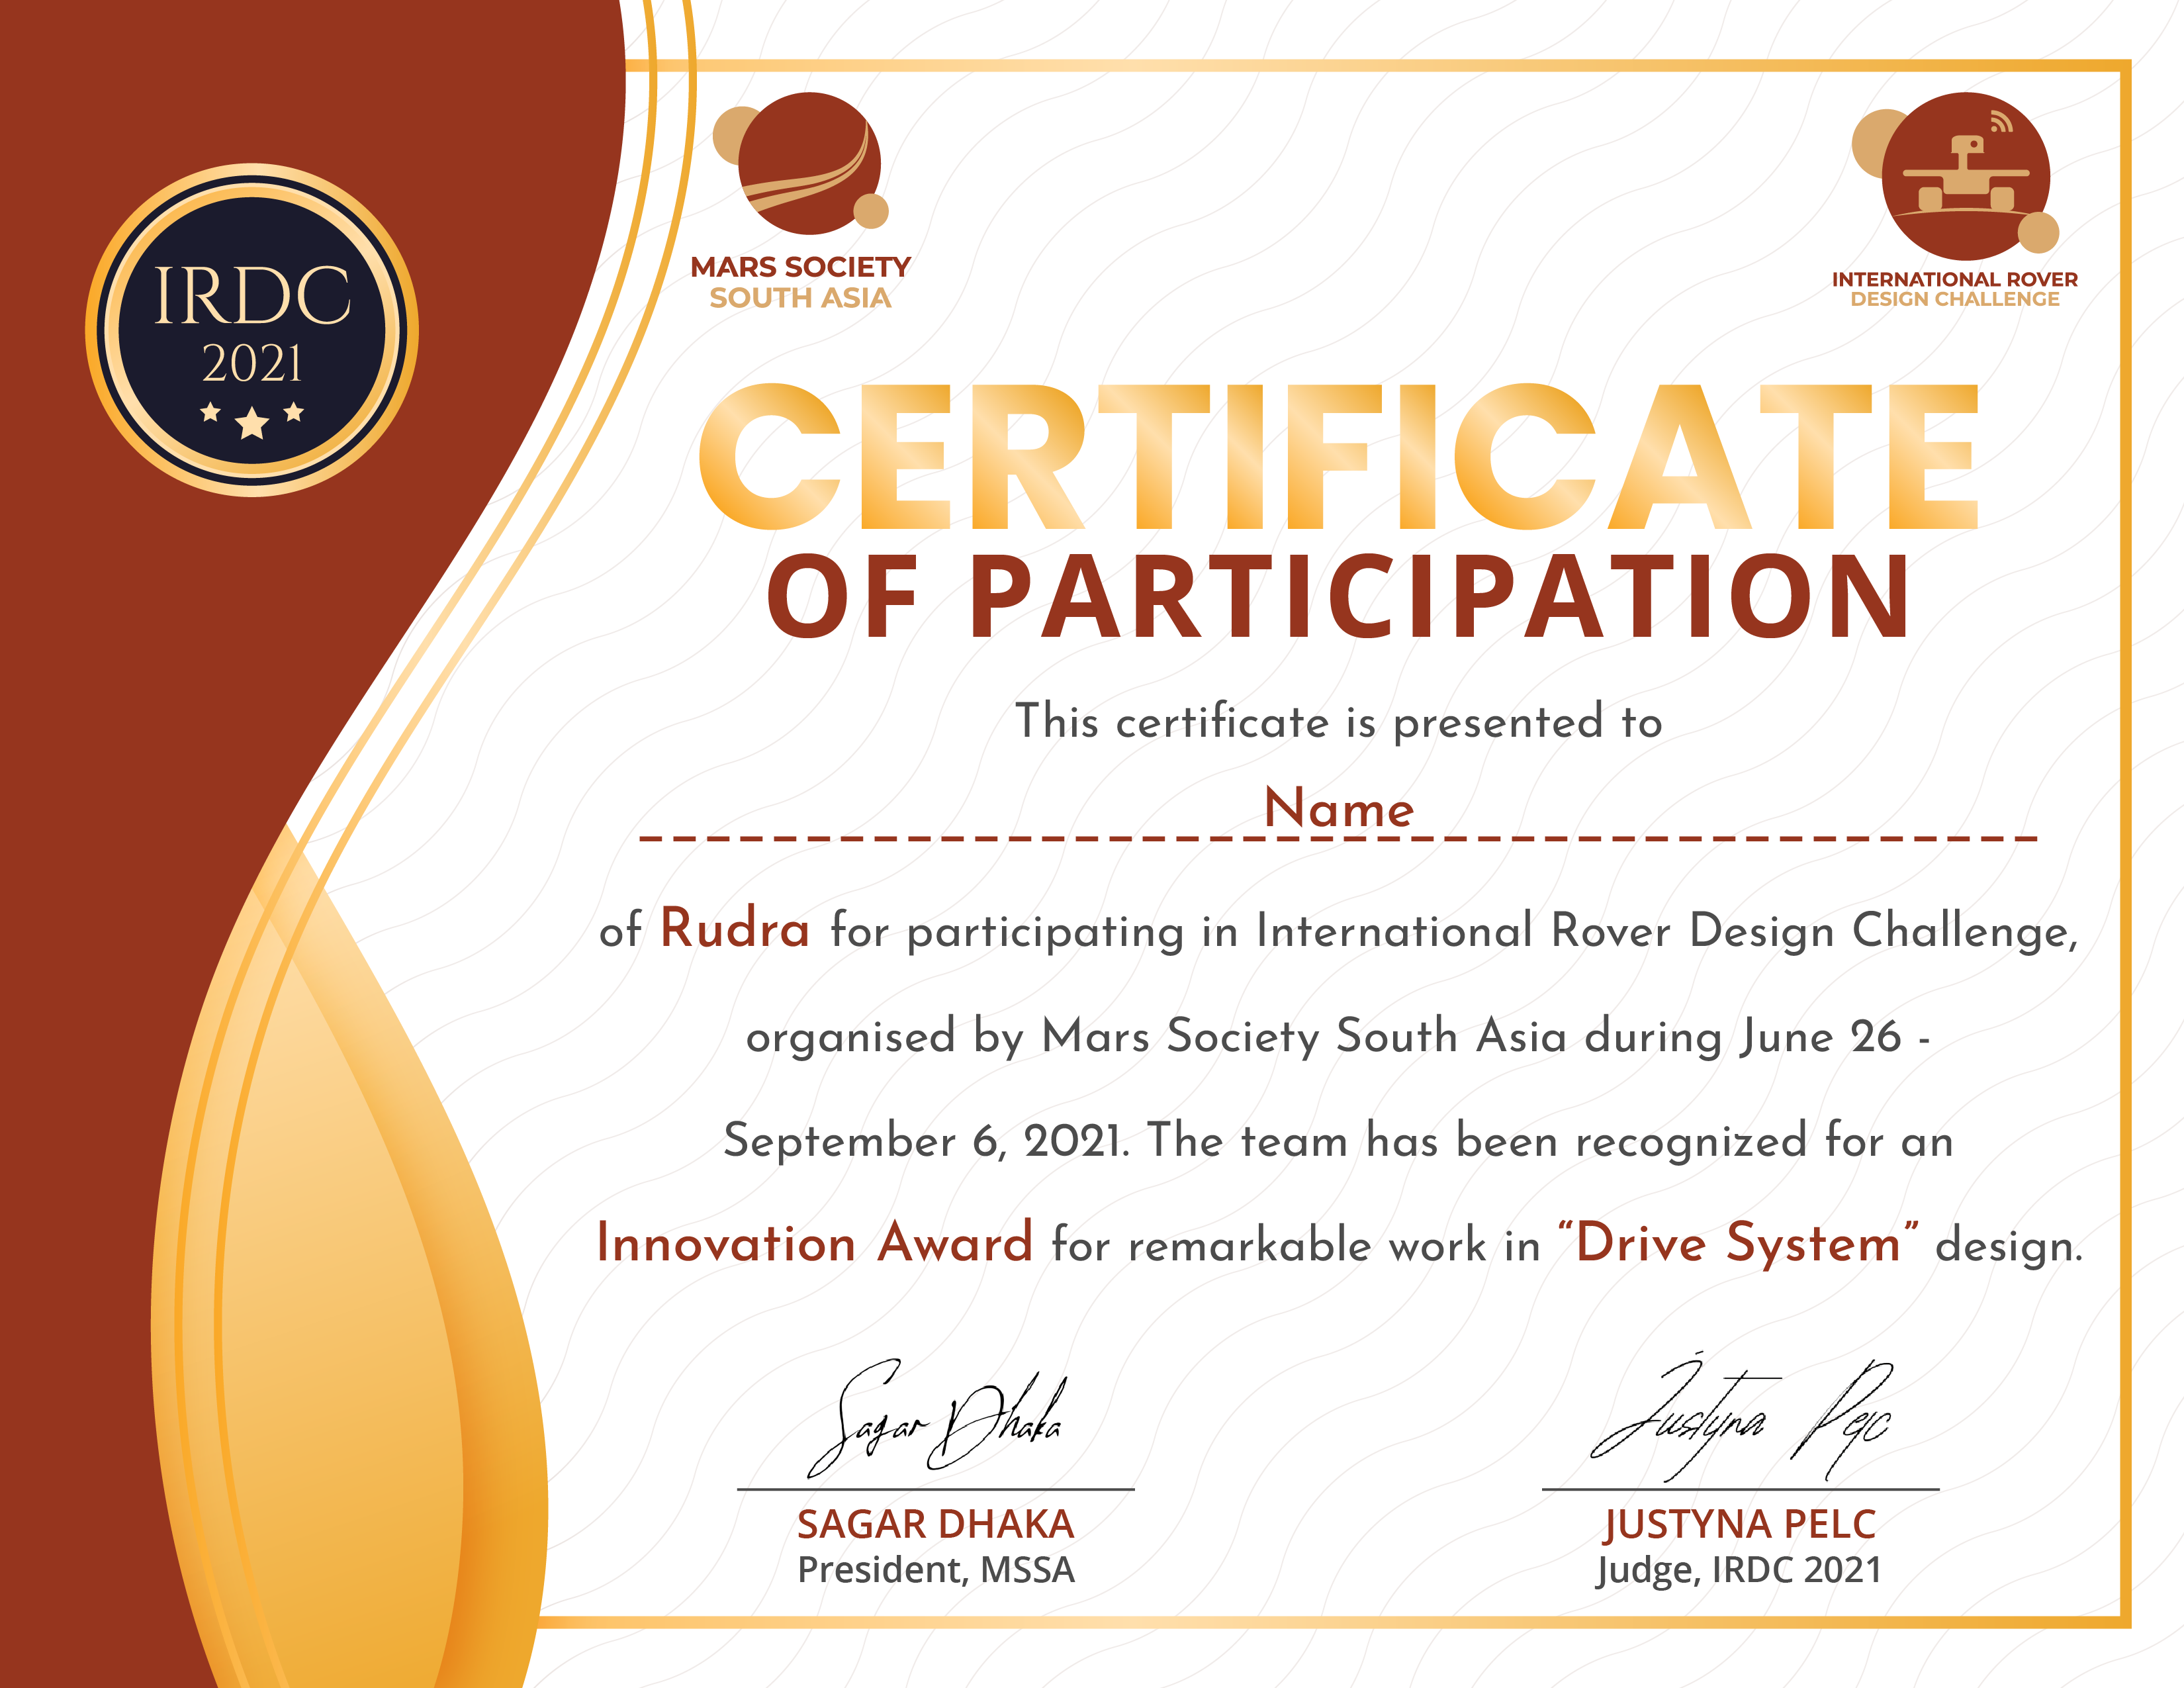 IRDC
2021
MARS SOCIETY
SOUTH ASIA
INTERNATIONAL ROVER
DESIGN CHALLENGE
CERTIFICATE
OF PARTICIPATION
This certificate is presented to
Name
of Rudra for participating in International Rover Design Challenge,
organised by Mars Society South Asia during June 26 -
September 6, 2021. The team has been recognized for an
Innovation Award for remarkable work in “Drive System” design.
Sagar Dhaka
Justyna Pelc
SAGAR DHAKA
President, MSSA
JUSTYNA PELC
Judge, IRDC 2021